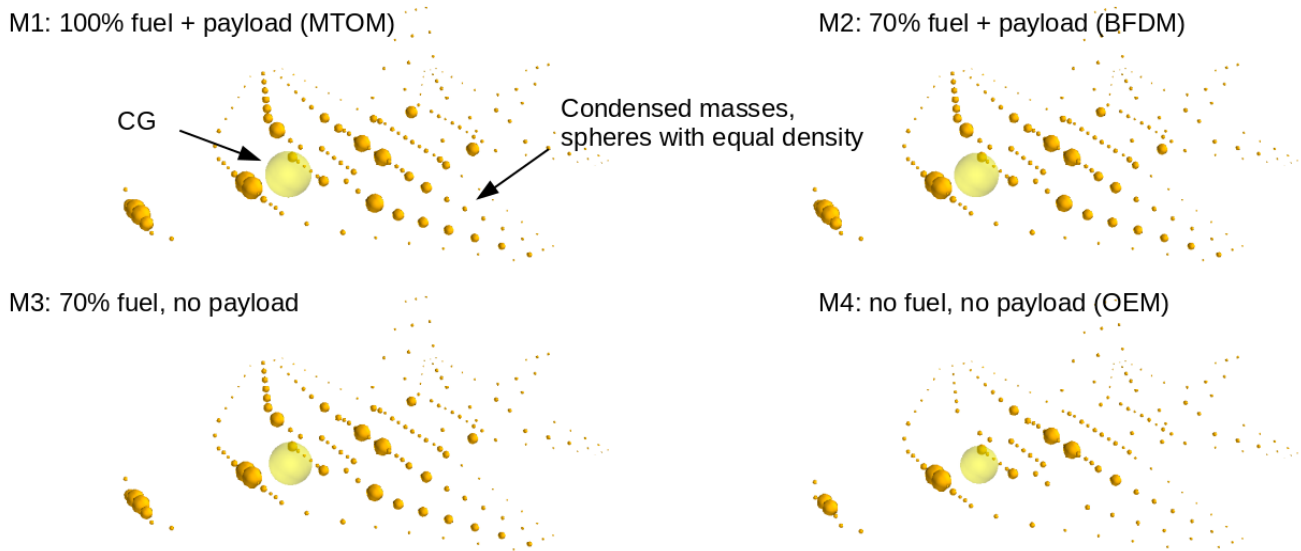 M1: 100% fuel + payload (MTOM)
M2: 70% fuel + payload (BFDM)
CG
Condensed masses,
spheres with equal density
M3: 70% fuel, no payload
M4: no fuel, no payload (OEM)